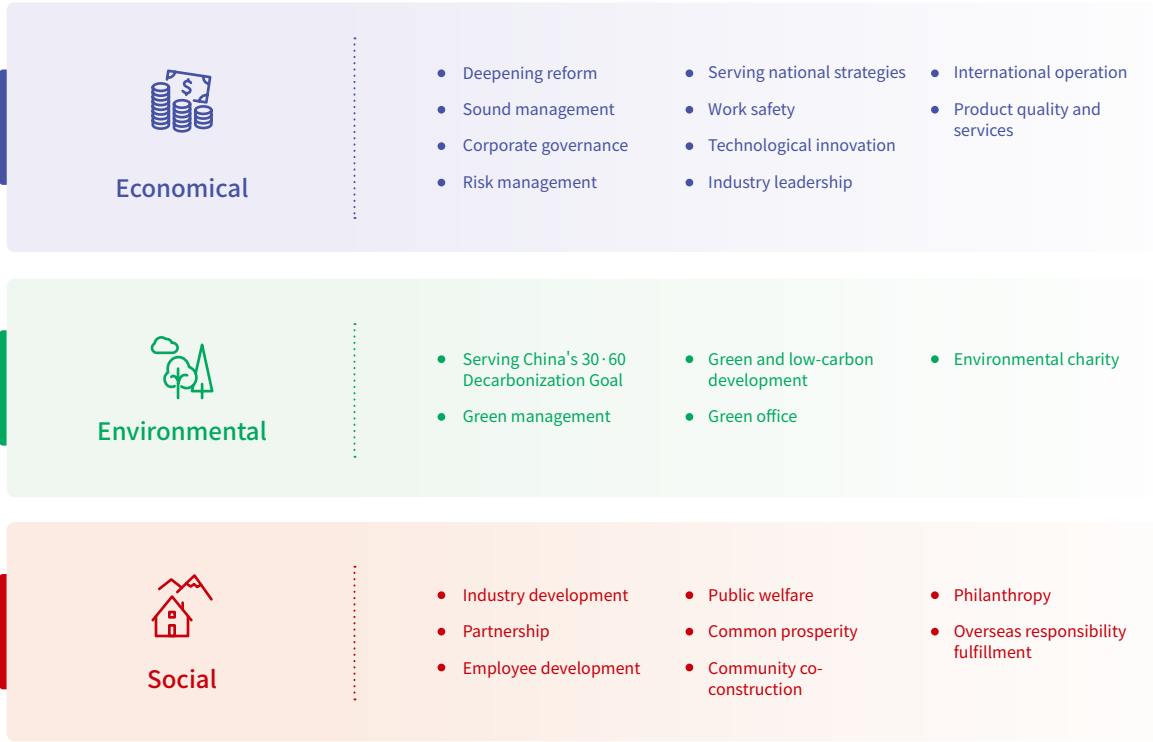 $
Economical
Deepening reform
Sound management
Corporate governance
Risk management
Serving national strategies
Work safety
Technological innovation
Industry leadership
International operation
Product quality and
services
Environmental
Serving China's 30·60
Decarbonization Goal
Green management
Green and low-carbon
development
Green office
Environmental charity
Social
Industry development
Partnership
Employee development
Public welfare
Common prosperity
Community co-
construction
Philanthropy
Overseas responsibility
fulfillment